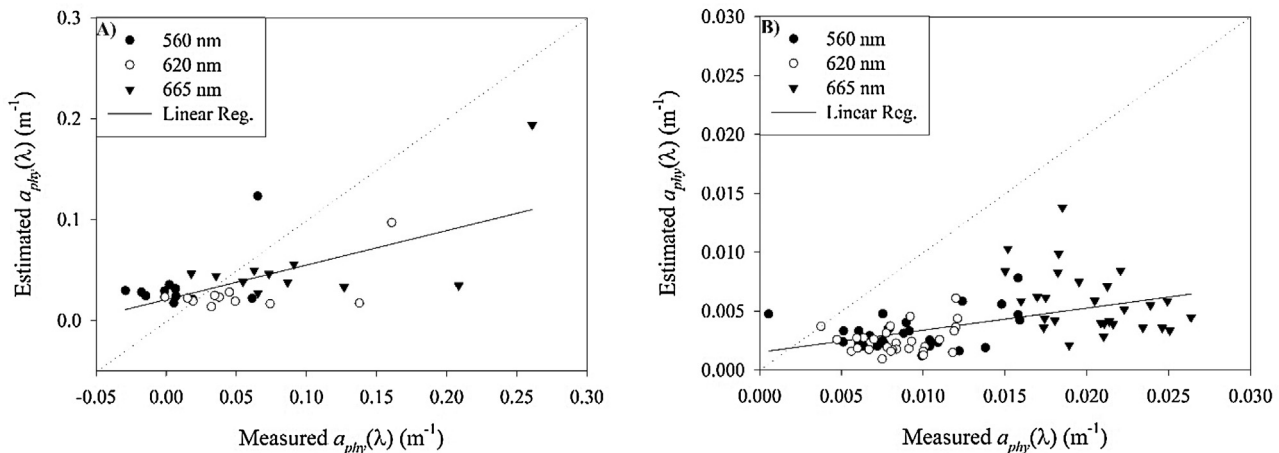 A)
560 nm
620 nm
665 nm
Linear Reg.
0.3
0.2
0.1
0.0
-0.05 0.00 0.05 0.10 0.15 0.20 0.25 0.30
Estimated aphy(λ) (m-1)
Measured aphy(λ) (m-1)
B)
560 nm
620 nm
665 nm
Linear Reg.
0.030
0.025
0.020
0.015
0.010
0.005
0.000
0.000 0.005 0.010 0.015 0.020 0.025 0.030
Estimated aphy(λ) (m-1)
Measured aphy(λ) (m-1)